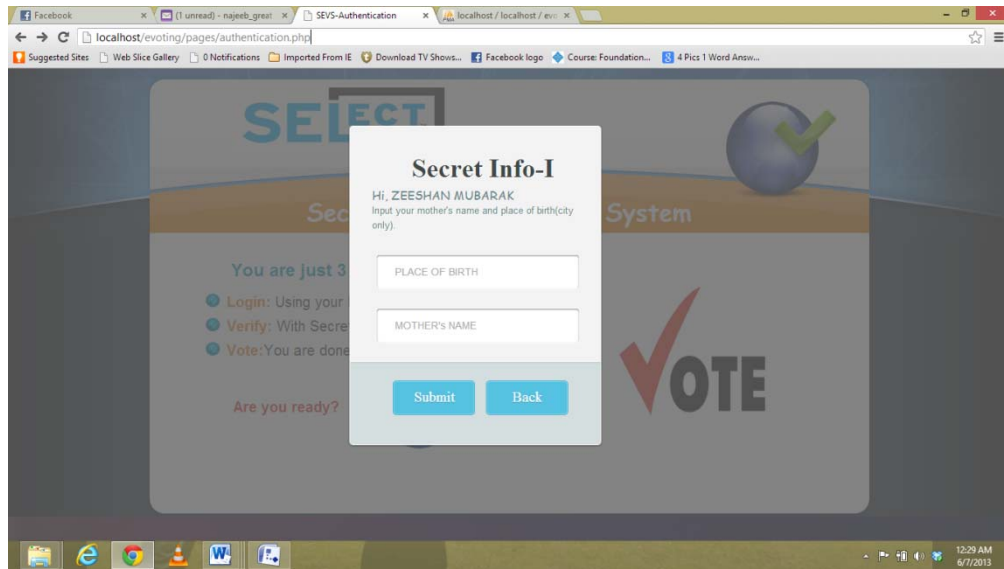 Facebook
(1 unread) - najeeb_great
SEVS-Authentication
localhost / localhost / evo
localhost/evoting/pages/authentication.php
Suggested Sites Web Slice Gallery 0 Notifications Imported From IE Download TV Shows... Facebook logo Course: Foundation... 4 Pics 1 Word Answ...
SELECT
Sec System
You are just 3
Login: Using your
Verify: With Secre
Vote:You are done
Are you ready?
VOTE
Secret Info-I
Hi, ZEESHAN MUBARAK
Input your mother's name and place of birth(city
only).
PLACE OF BIRTH
MOTHER's NAME
Submit Back
12:29 AM
6/7/2013